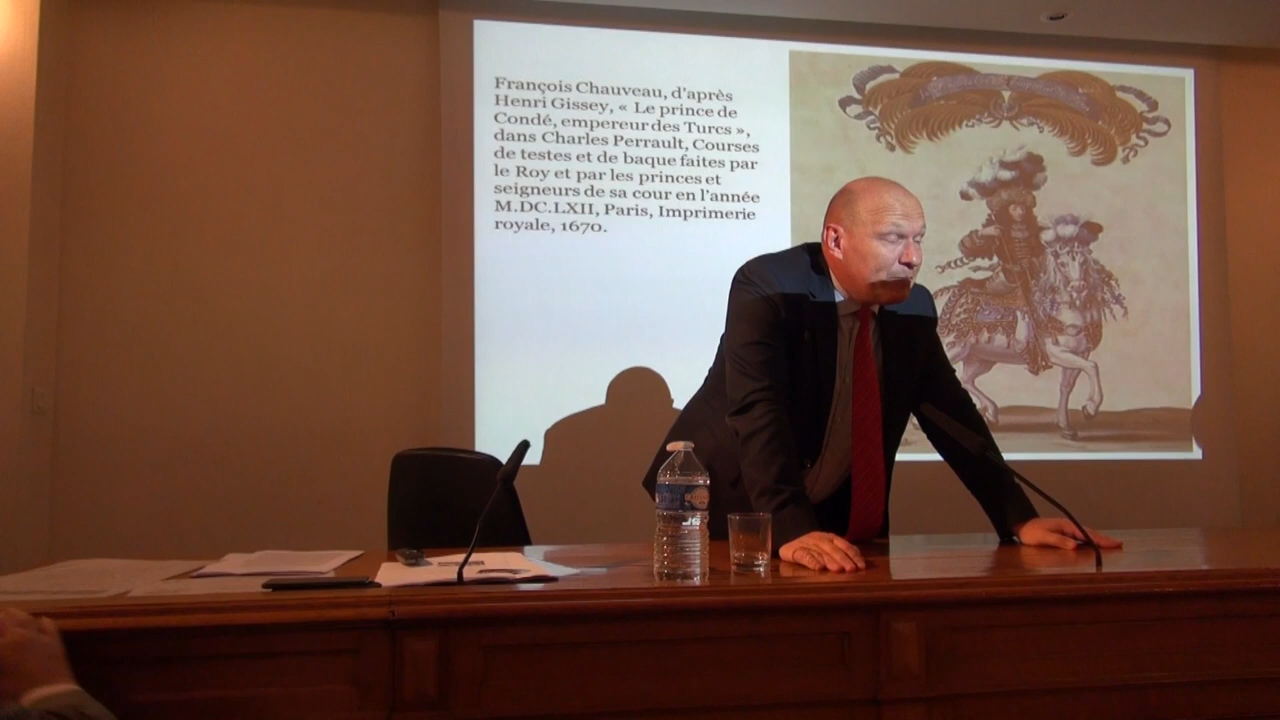 François Chauveau, d'après
Henri Gissey, « Le prince de
Condé, empereur des Turcs »,
dans Charles Perrault, Courses
de testes et de baque faites par
le Roy et par les princes et
seigneurs de sa cour en l'année
M.DC.LXII, Paris, Imprimerie
royale, 1670.